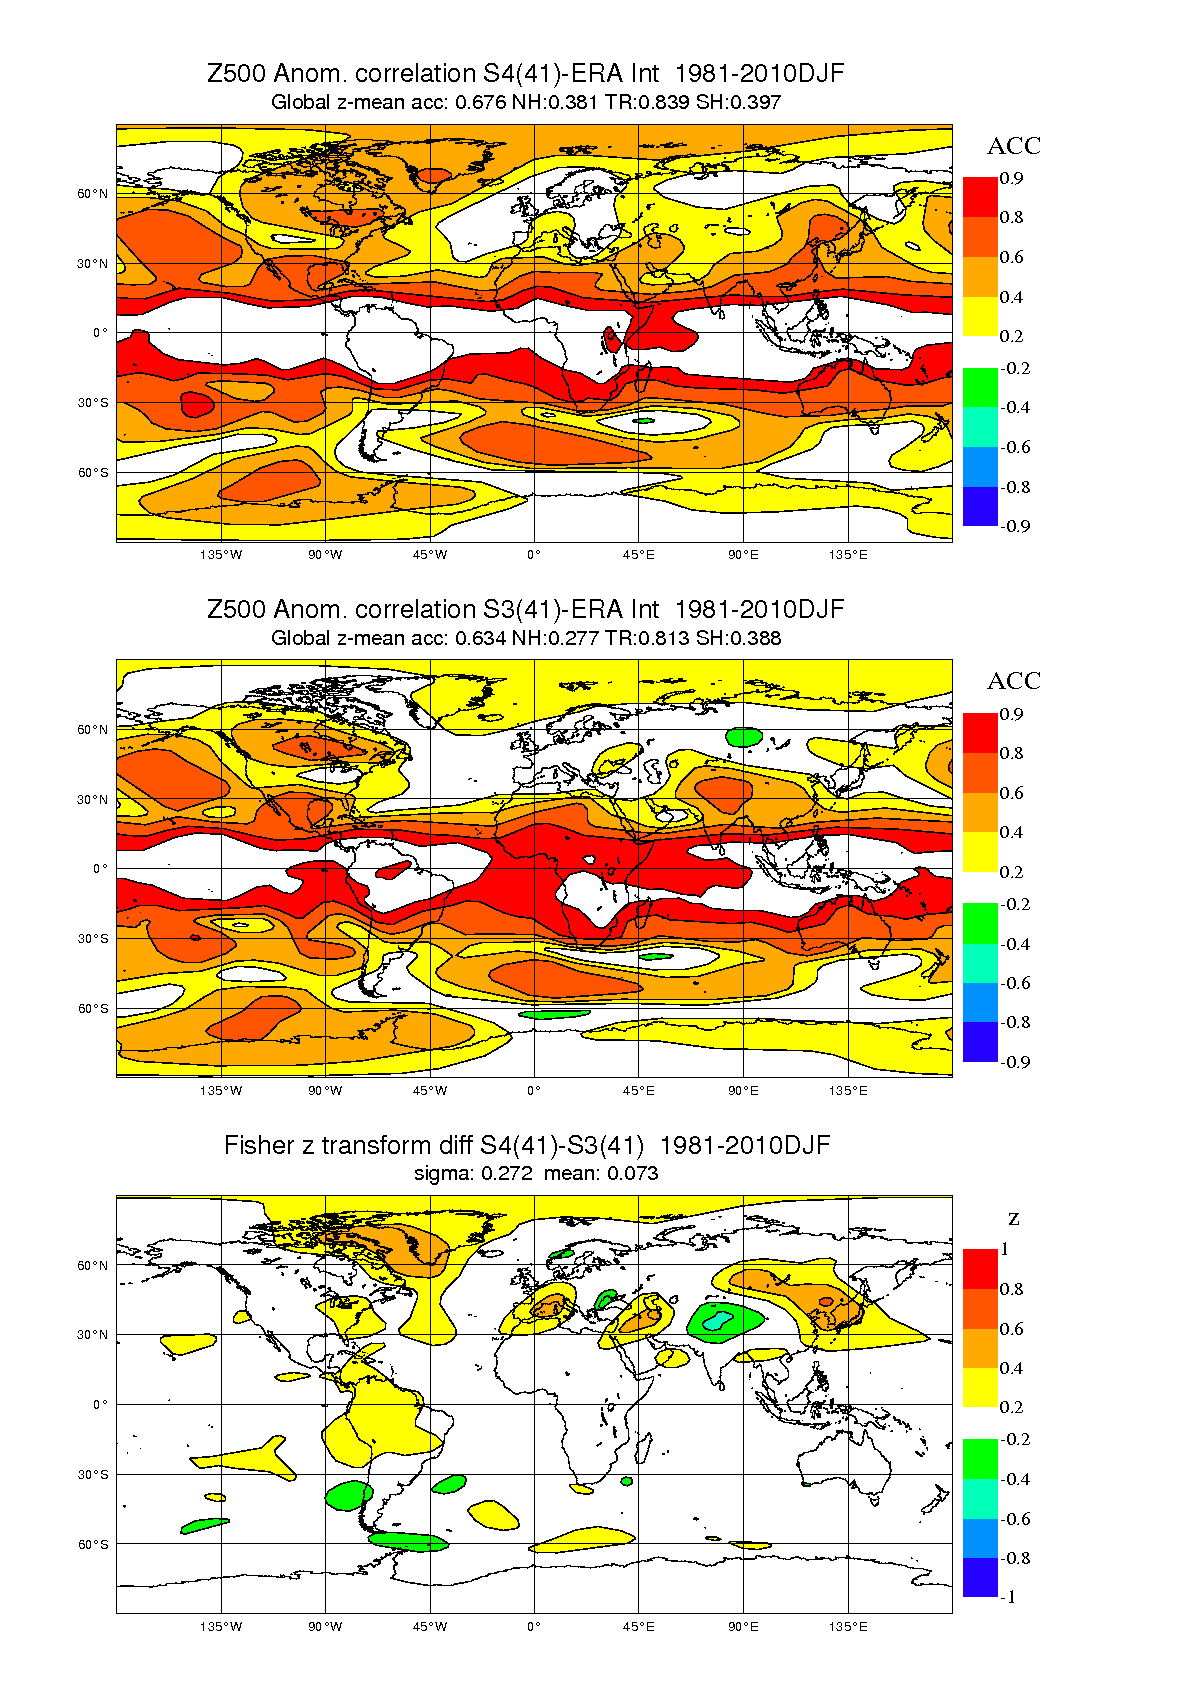 Z500 Anom. correlation S4(41)-ERA Int  1981-2010DJF
Global z-mean acc: 0.676 NH:0.381 TR:0.839 SH:0.397
ACC
0.9
0.8
0.6
0.4
0.2
-0.2
-0.4
-0.6
-0.8
-0.9
60°N
30°N
0°
30°S
60°S
135°W 90°W 45°W 0° 45°E 90°E 135°E
Z500 Anom. correlation S3(41)-ERA Int  1981-2010DJF
Global z-mean acc: 0.634 NH:0.277 TR:0.813 SH:0.388
ACC
0.9
0.8
0.6
0.4
0.2
-0.2
-0.4
-0.6
-0.8
-0.9
60°N
30°N
0°
30°S
60°S
135°W 90°W 45°W 0° 45°E 90°E 135°E
Fisher z transform diff S4(41)-S3(41)  1981-2010DJF
sigma: 0.272  mean: 0.073
z
1
0.8
0.6
0.4
0.2
-0.2
-0.4
-0.6
-0.8
-1
60°N
30°N
0°
30°S
60°S
135°W 90°W 45°W 0° 45°E 90°E 135°E